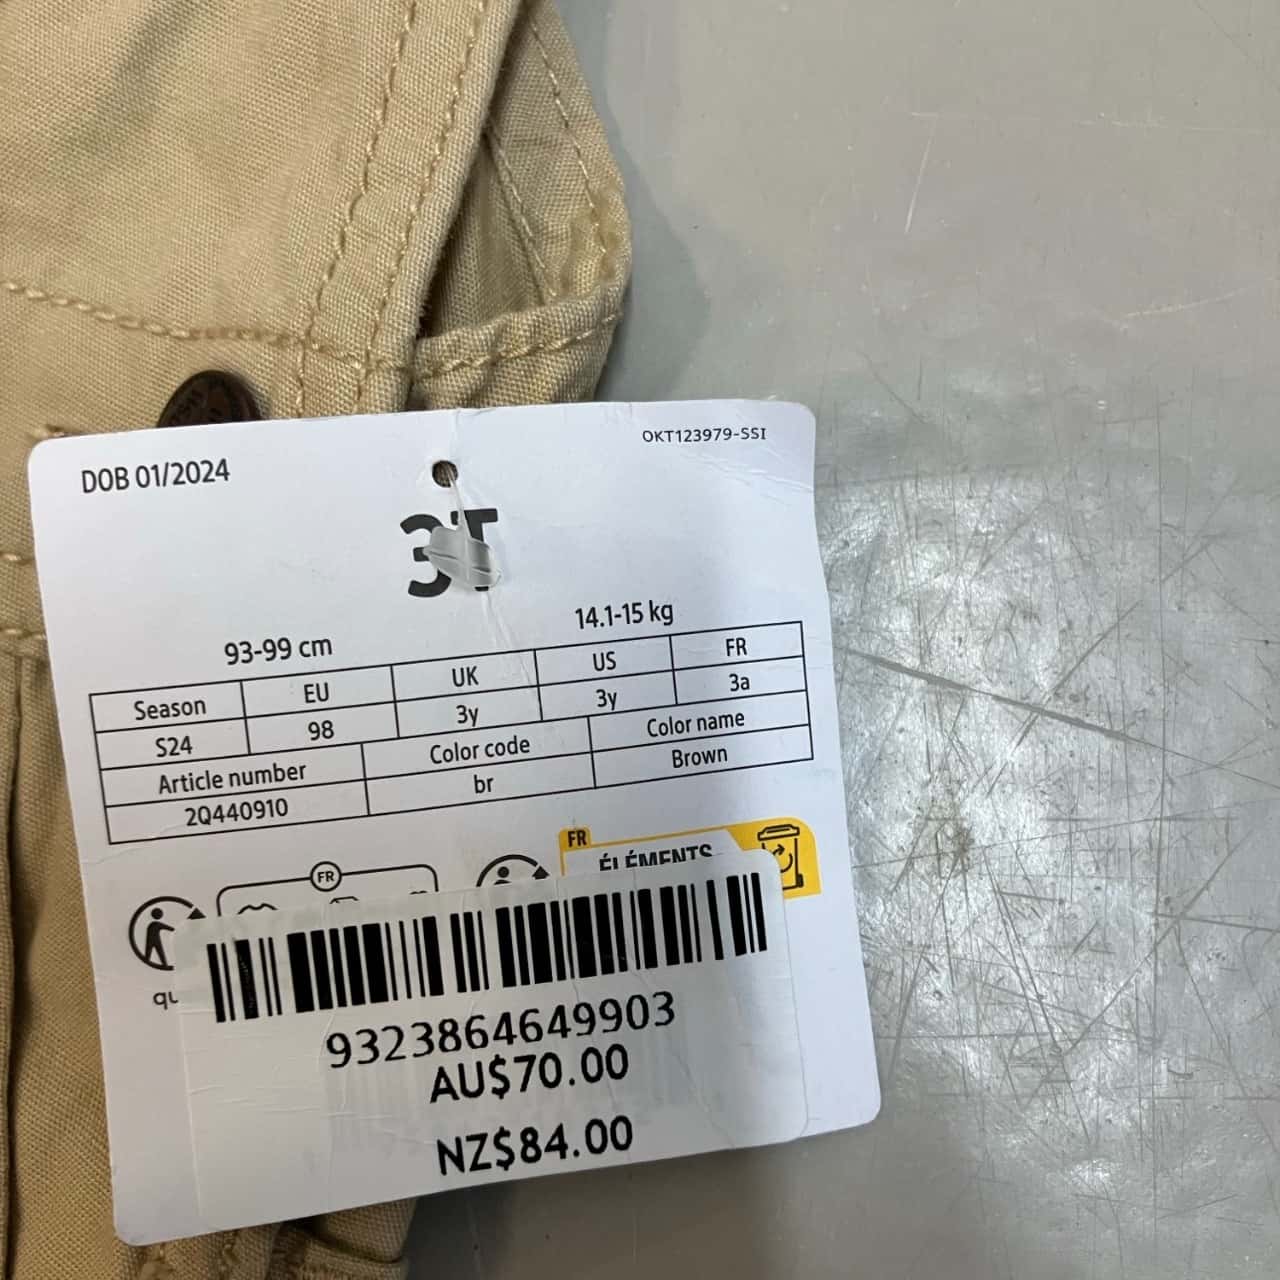 DOB 01/2024
OKT123979-SSI
3T
93-99 cm
14.1-15 kg
Season EU UK US FR
S24 98 3y 3y 3a
Article number Color code Color name
2Q440910 br Brown
FR
FR
ÉLÉMENTS
9323864649903
AU$70.00
NZ$84.00